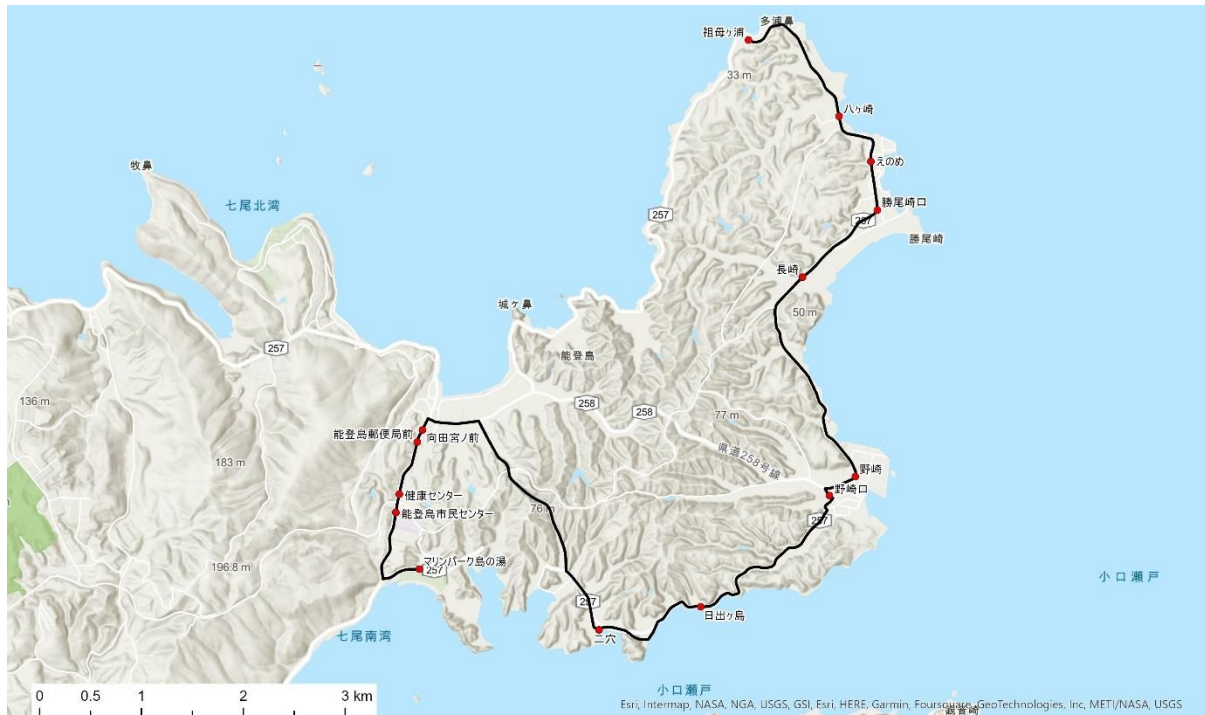 多浦鼻
祖母ヶ浦
33 m
八ヶ崎
牧鼻
えのめ
七尾北湾
257
勝尾崎口
257
勝尾崎
長崎
城ヶ鼻
50 m
257
能登島
136 m
258
258
77 m
能登島郵便局前
向田宮ノ前
県道258号線
183 m
野崎
健康センター
野崎口
76 m
能登島市民センター
257
196.8 m
マリンパーク島の湯
257
小口瀬戸
257
日出ヶ島
二穴
七尾南湾
小口瀬戸
0 0.5 1 2 3 km
Esri, Intermap, NASA, NGA, USGS, GSI, Esri, HERE, Garmin, Foursquare, GeoTechnologies, Inc, METI/NASA, USGS